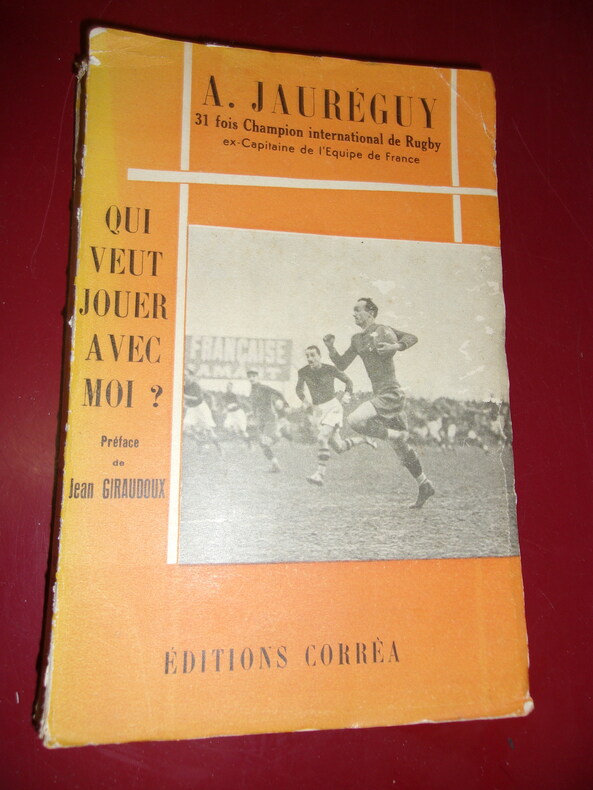 A. JAURÉGUY
31 fois Champion international de Rugby
ex-Capitaine de l'Equipe de France
QUI
VEUT
JOUER
AVEC
MOI ?
Préface
de
Jean GIRAUDOUX
FRANÇAISE
ÉDITIONS CORRÊA